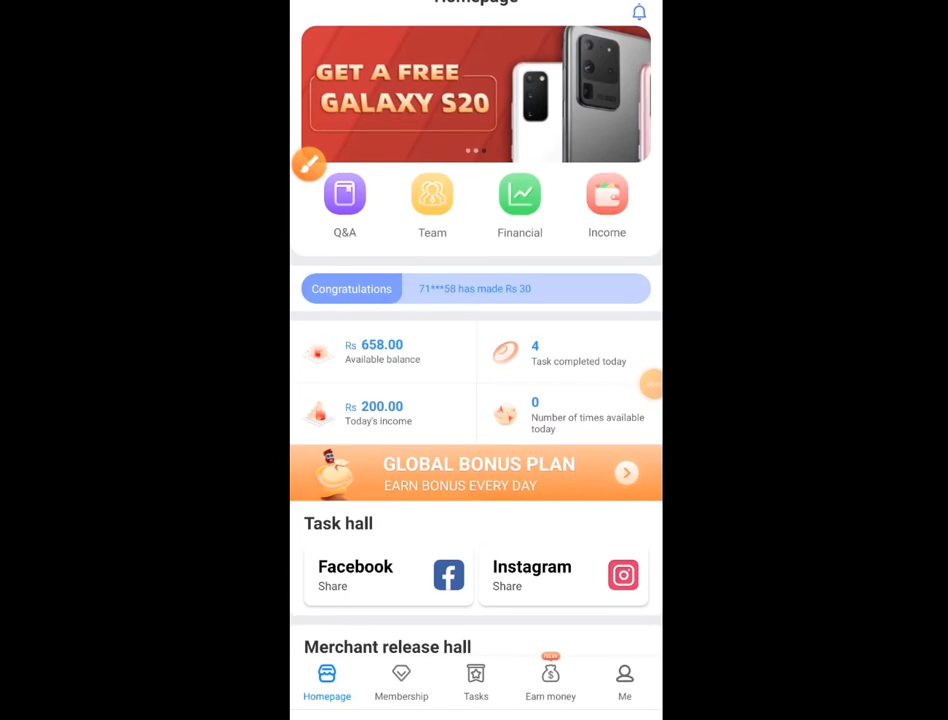 Homepage
GET A FREE
GALAXY S20
Q&A
Team
Financial
Income
Congratulations
71***58 has made Rs 30
Rs 658.00
Available balance
4
Task completed today
Rs 200.00
Today's income
0
Number of times available
today
GLOBAL BONUS PLAN
EARN BONUS EVERY DAY
Task hall
Facebook
Share
Instagram
Share
Merchant release hall
NEW
Homepage
Membership
Tasks
Earn money
Me